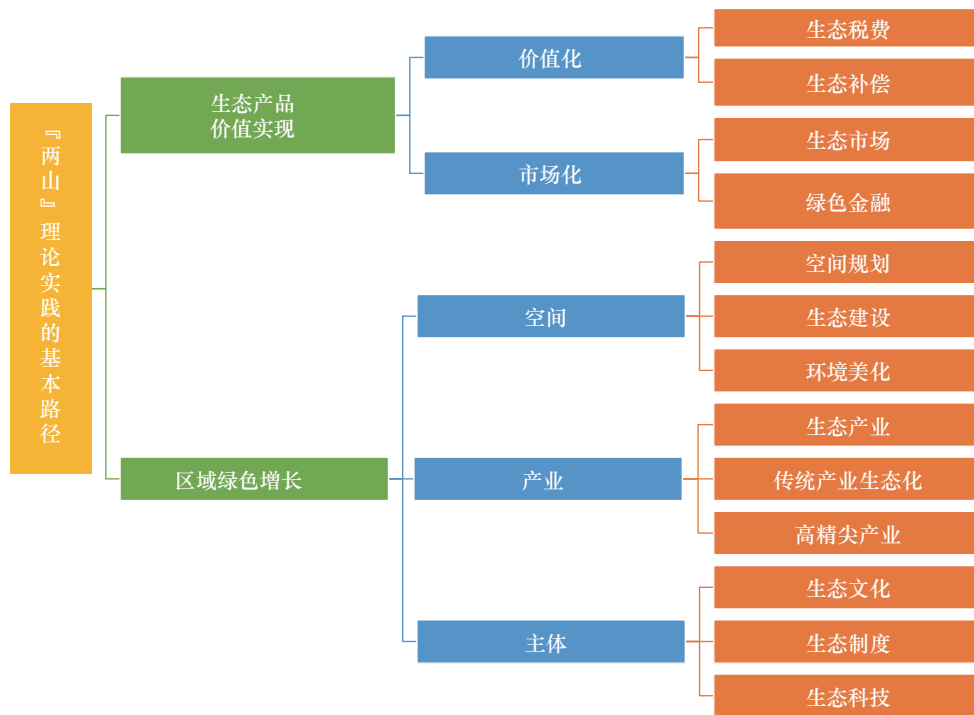 『两山』理论实践的基本路径
生态产品
价值实现
价值化
生态税费
生态补偿
市场化
生态市场
绿色金融
区域绿色增长
空间
空间规划
生态建设
环境美化
产业
生态产业
传统产业生态化
高精尖产业
主体
生态文化
生态制度
生态科技